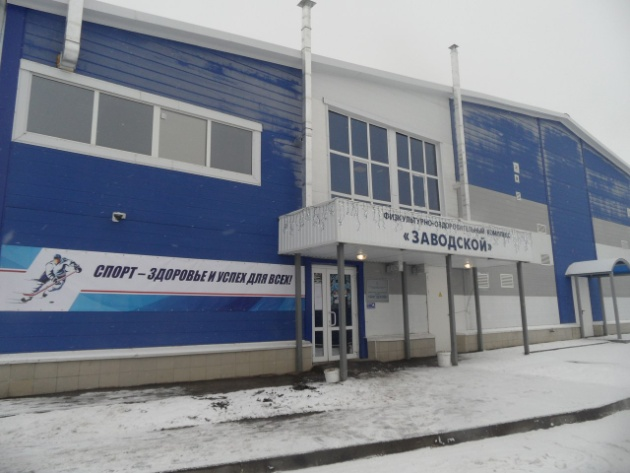 ФИЗКУЛЬТУРНО-ОЗДОРОВИТЕЛЬНЫЙ КОМПЛЕКС
«ЗАВОДСКОЙ»
СПОРТ – ЗДОРОВЬЕ И УСПЕХ ДЛЯ ВСЕХ!